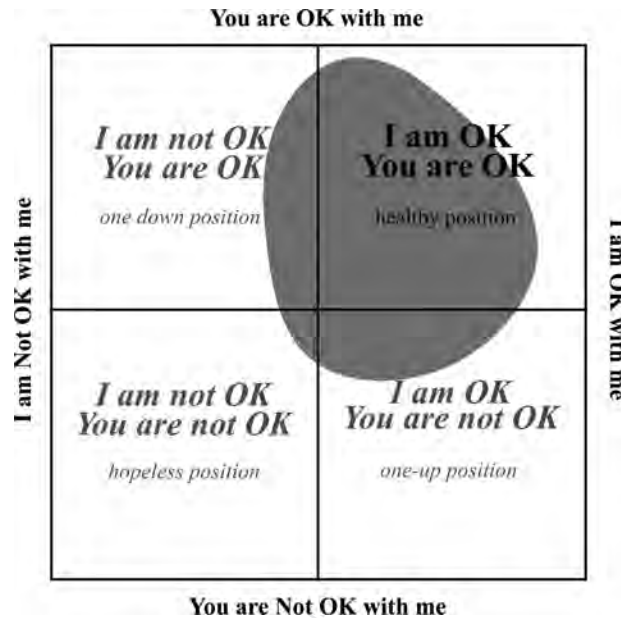 You are OK with me
I am not OK
You are OK
one down position
I am OK
You are OK
healthy position
I am Not OK with me
I am OK with me
I am not OK
You are not OK
hopeless position
I am OK
You are not OK
one-up position
You are Not OK with me